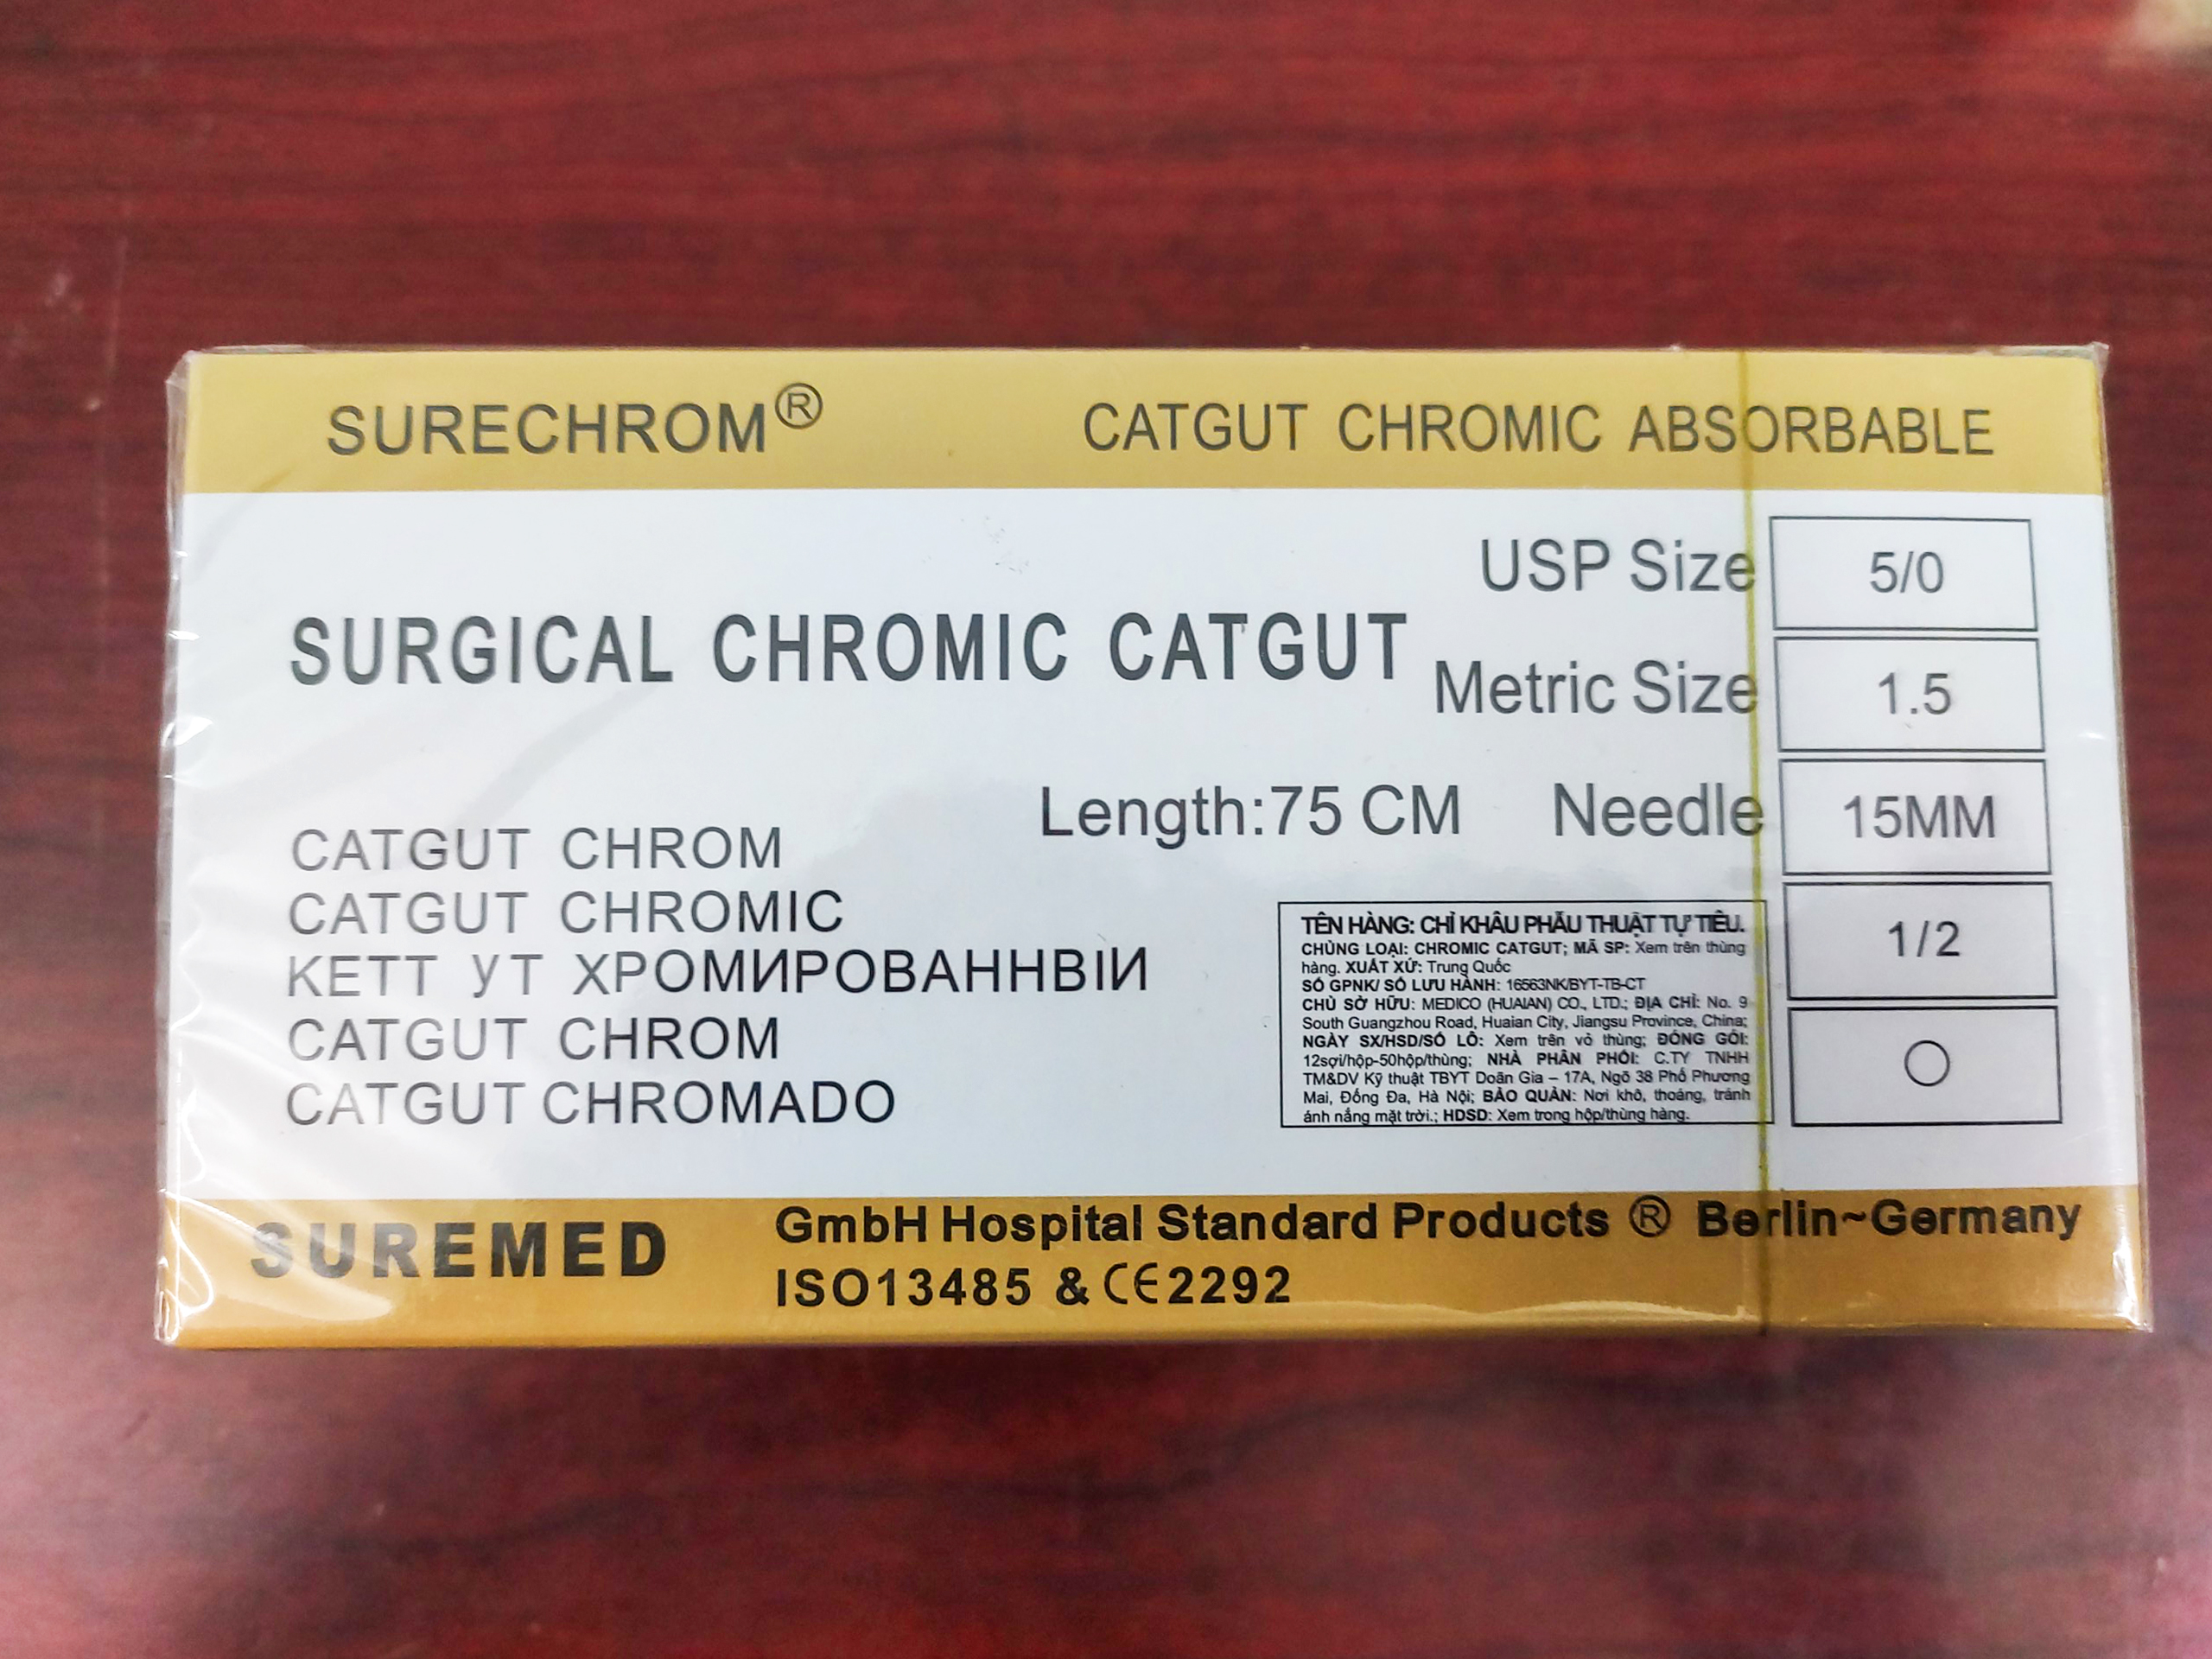 SURECHROM® CATGUT CHROMIC ABSORBABLE
USP Size 5/0
SURGICAL CHROMIC CATGUT
Metric Size 1.5
Length:75 CM Needle 15MM
1/2
CATGUT CHROM
CATGUT CHROMIC
KETT УT XPOMИPOBAHHBIЙ
CATGUT CHROM
CATGUT CHROMADO
TÊN HÀNG: CHỈ KHÂU PHẪU THUẬT TỰ TIÊU.
CHỦNG LOẠI: CHROMIC CATGUT; MÃ SP: Xem trên thùng
hàng. XUẤT XỨ: Trung Quốc
SỐ GPNK/ SỐ LƯU HÀNH: 16563NK/BYT-TB-CT
CHỦ SỞ HỮU: MEDICO (HUAIAN) CO., LTD.; ĐỊA CHỈ: No. 9
South Guangzhou Road, Huaian City, Jiangsu Province, China;
NGÀY SX/HSD/SỐ LÔ: Xem trên vỏ thùng; ĐÓNG GÓI:
12sợi/hộp-50hộp/thùng; NHÀ PHÂN PHỐI: C.TY TNHH
TM&DV Kỹ thuật TBYT Doãn Gia – 17A, Ngõ 38 Phố Phương
Mai, Đống Đa, Hà Nội; BẢO QUẢN: Nơi khô, thoáng, tránh
ánh nắng mặt trời.; HDSD: Xem trong hộp/thùng hàng.
SUREMED GmbH Hospital Standard Products ® Berlin~Germany
ISO13485 & CE2292